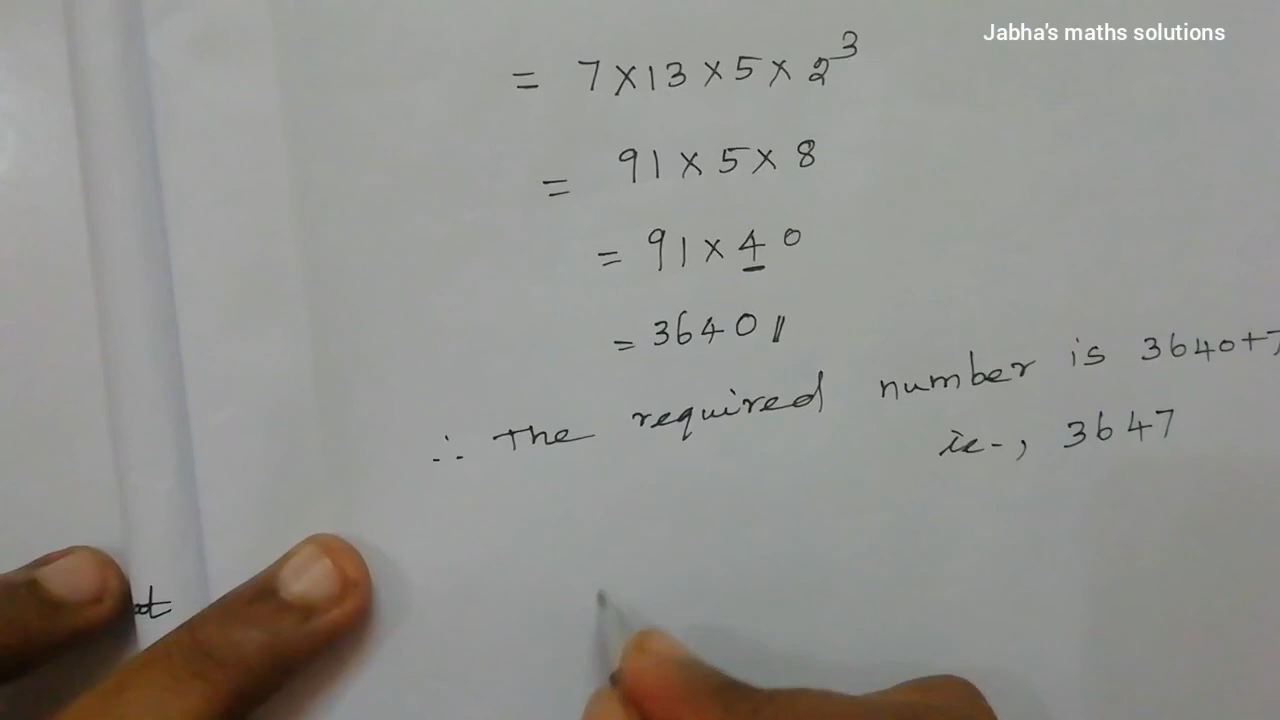 Jabha's maths solutions
= 7 × 13 × 5 × 2³
= 91 × 5 × 8
= 91 × 40
= 3640 //
∴ The required number is 3640+7
ie-, 3647